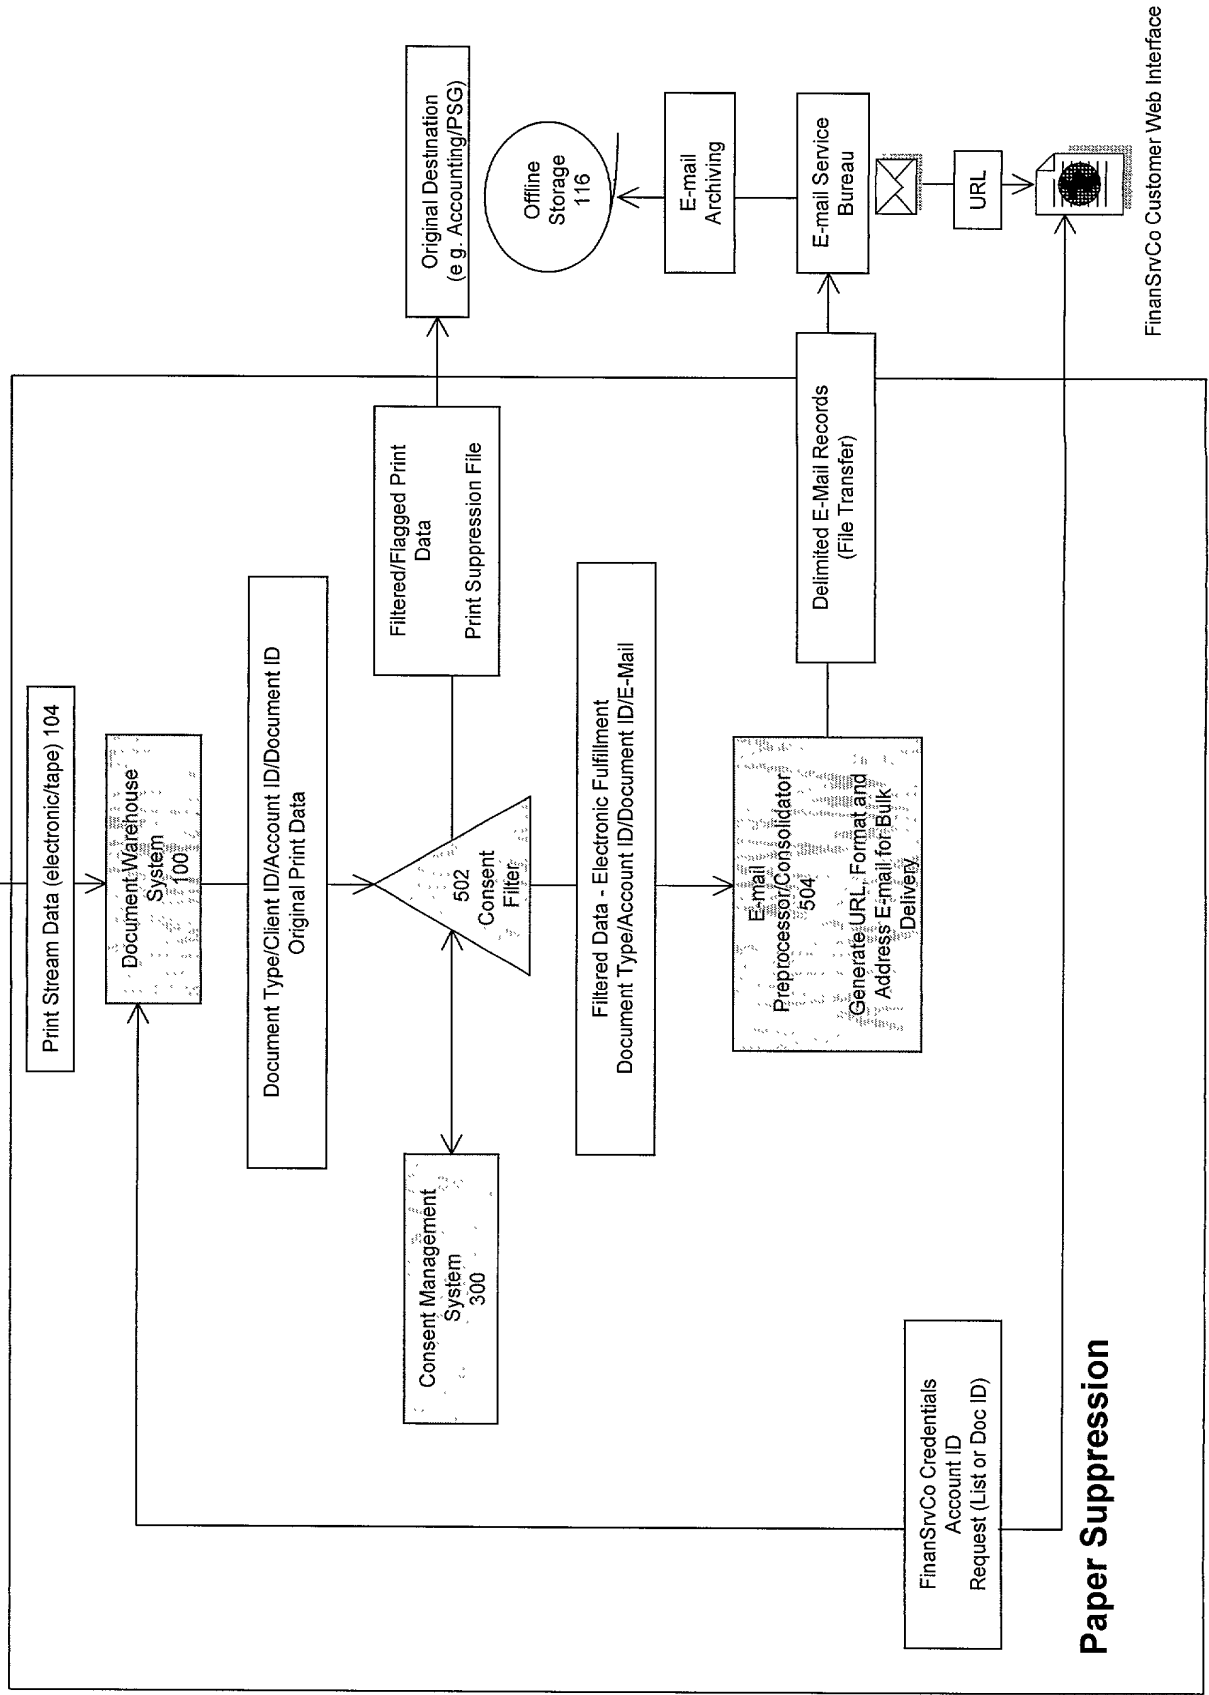 Print Stream Data (electronic/tape) 104
Document Warehouse
System
100
Document Type/Client ID/Account ID/Document ID
Original Print Data
502
Consent
Filter
Consent Management
System
300
Filtered/Flagged Print
Data
Print Suppression File
Original Destination
(e g. Accounting/PSG)
Filtered Data - Electronic Fulfillment
Document Type/Account ID/Document ID/E-Mail
E-mail
Preprocessor/Consolidator
504
Generate URL, Format and
Address E-mail for Bulk
Delivery
Delimited E-Mail Records
(File Transfer)
E-mail Service
Bureau
E-mail
Archiving
Offline
Storage
116
URL
FinanSrvCo Customer Web Interface
FinanSrvCo Credentials
Account ID
Request (List or Doc ID)
Paper Suppression